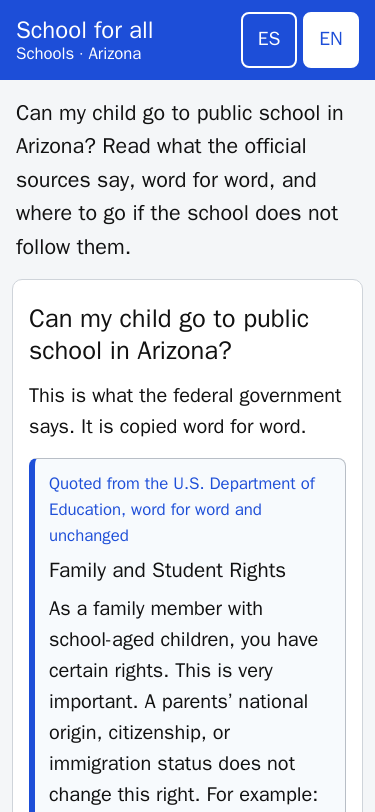 School for all
Schools · Arizona
ES
EN
Can my child go to public school in
Arizona? Read what the official
sources say, word for word, and
where to go if the school does not
follow them.
Can my child go to public
school in Arizona?
This is what the federal government
says. It is copied word for word.
Quoted from the U.S. Department of
Education, word for word and
unchanged
Family and Student Rights
As a family member with
school-aged children, you have
certain rights. This is very
important. A parents’ national
origin, citizenship, or
immigration status does not
change this right. For example: